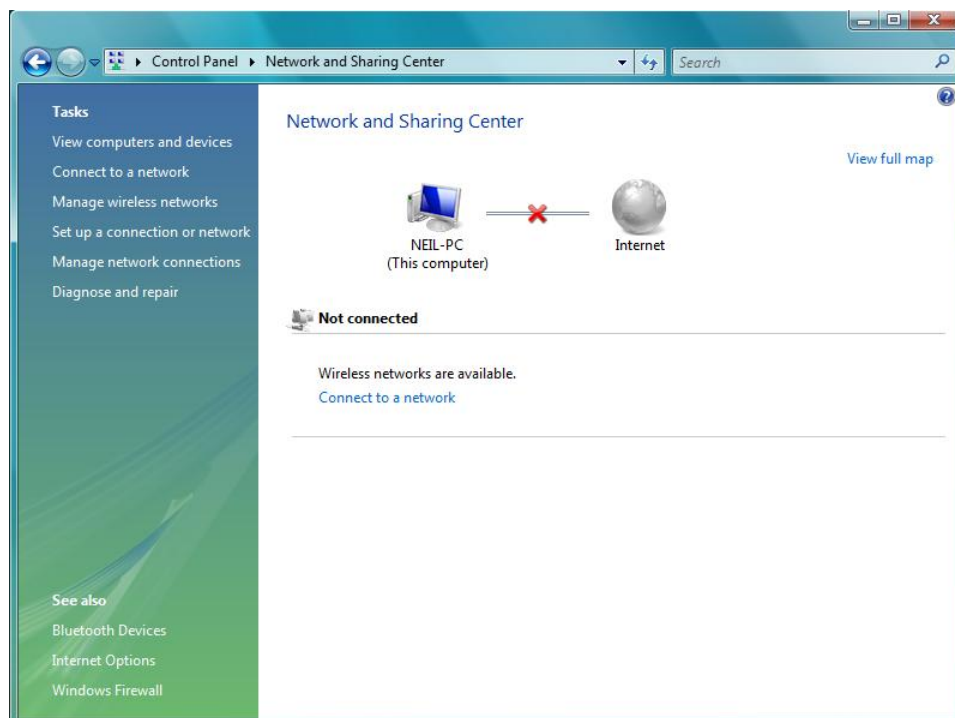 Control Panel
Network and Sharing Center
Search
Tasks
View computers and devices
Connect to a network
Manage wireless networks
Set up a connection or network
Manage network connections
Diagnose and repair
See also
Bluetooth Devices
Internet Options
Windows Firewall
Network and Sharing Center
View full map
NEIL-PC
(This computer)
Internet
Not connected
Wireless networks are available.
Connect to a network